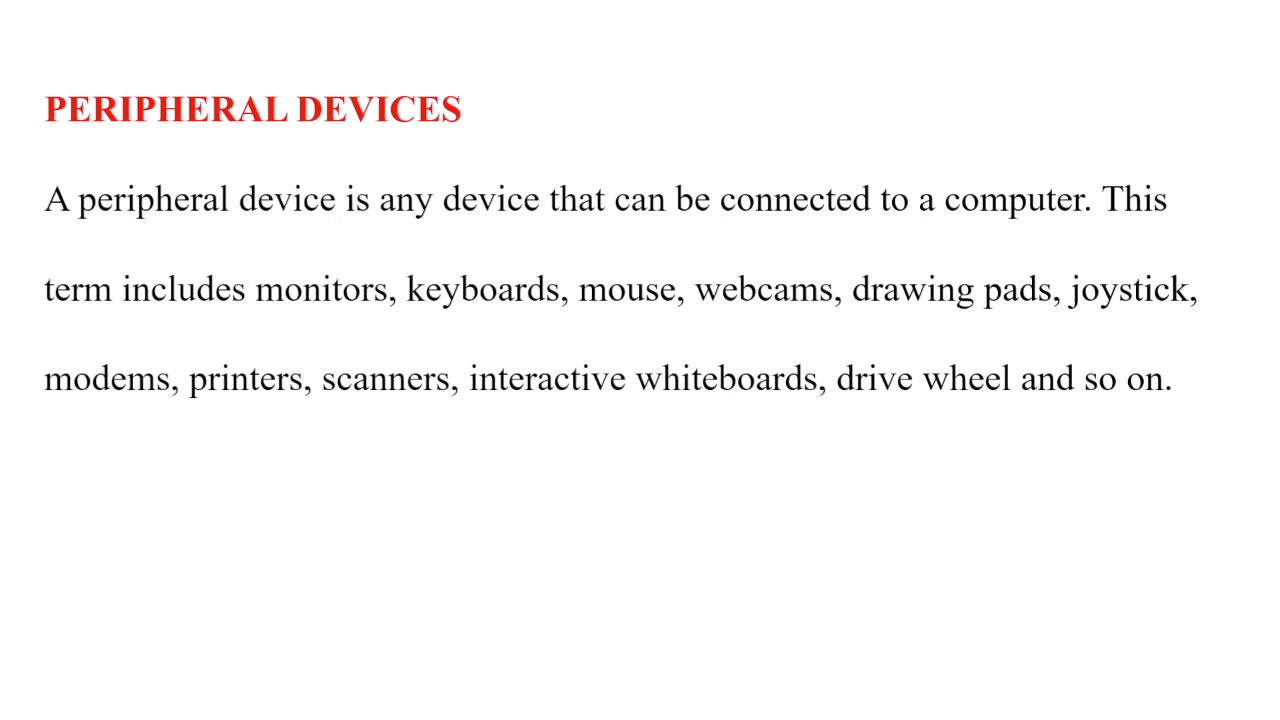 PERIPHERAL DEVICES
A peripheral device is any device that can be connected to a computer. This
term includes monitors, keyboards, mouse, webcams, drawing pads, joystick,
modems, printers, scanners, interactive whiteboards, drive wheel and so on.